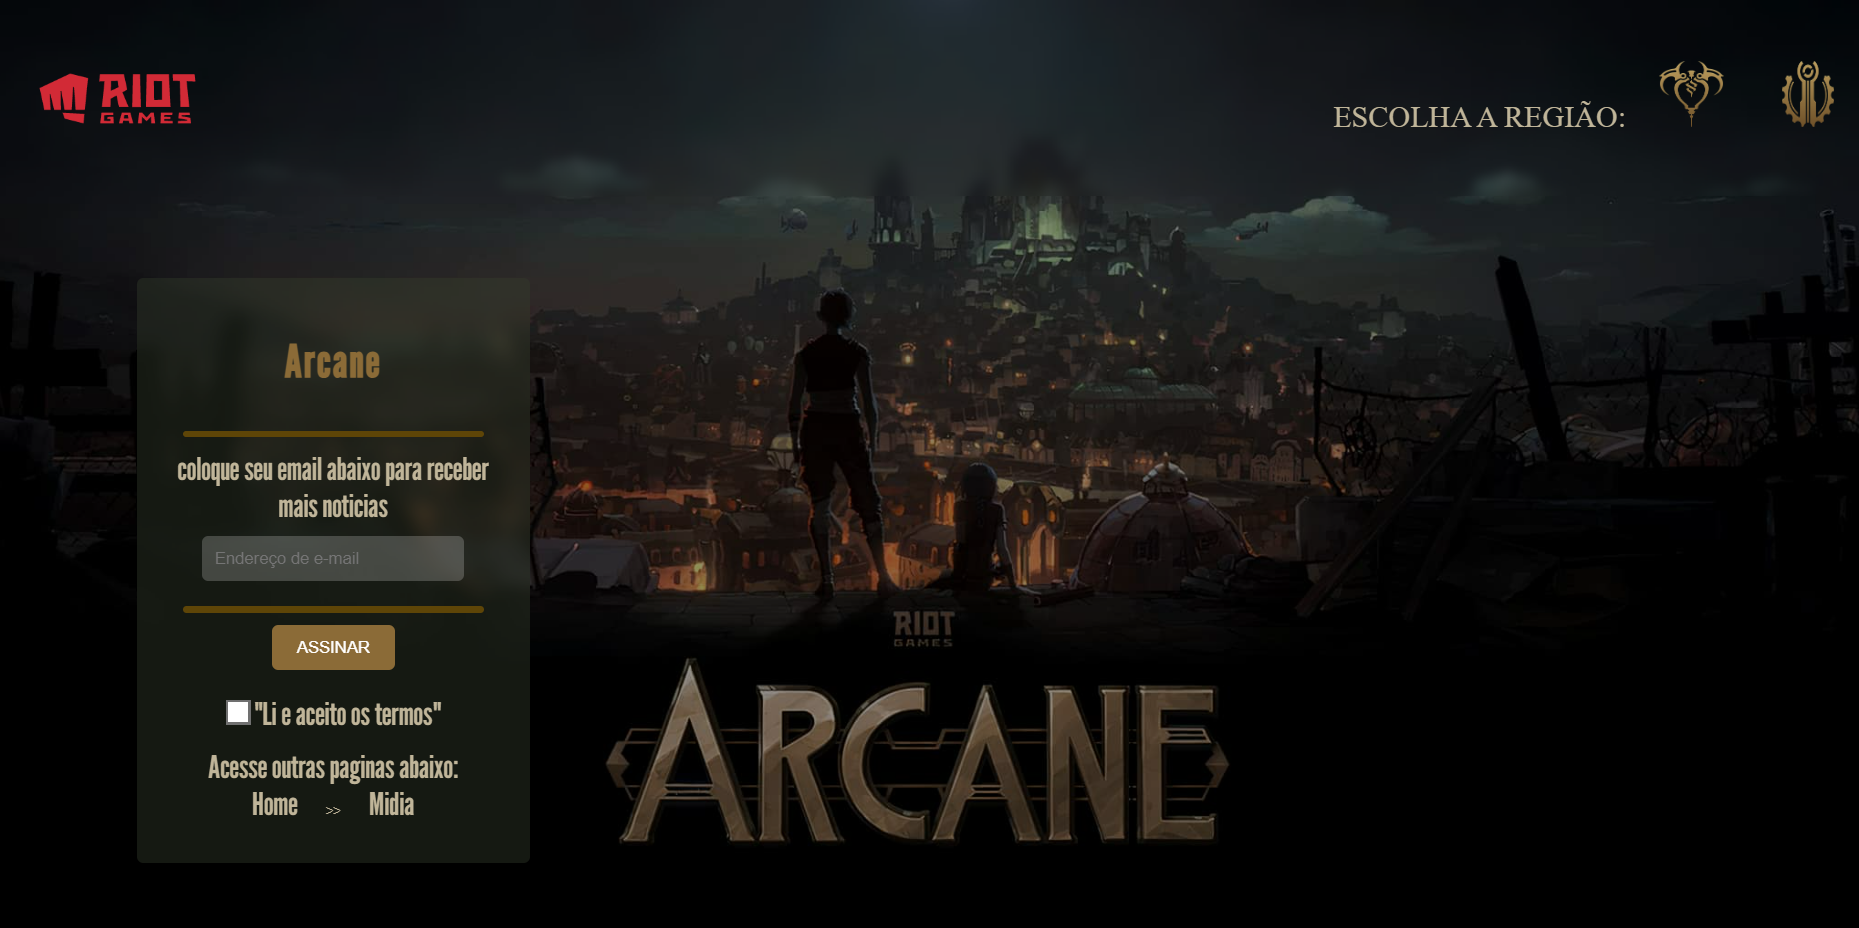 RIOT
GAMES
ESCOLHA A REGIÃO:
Arcane
coloque seu email abaixo para receber
mais noticias
Endereço de e-mail
ASSINAR
"Li e aceito os termos"
Acesse outras paginas abaixo:
Home >> Midia
RIOT
GAMES
ARCANE